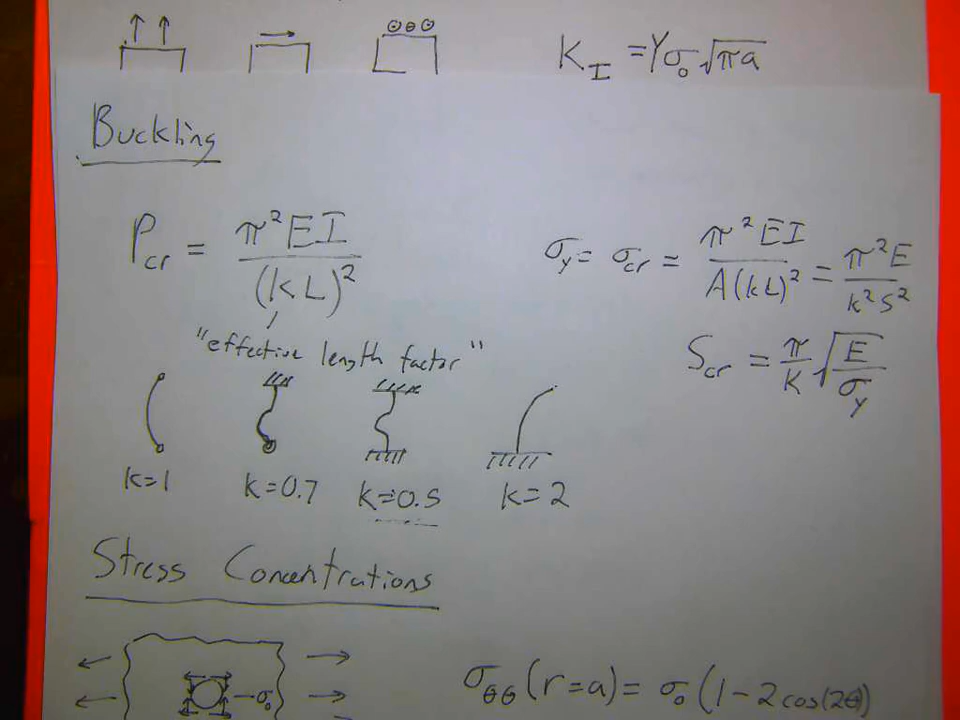 K_I = Yσ₀√(πa)
Buckling
P_cr = π²EI / (kL)²
σ_y = σ_cr = π²EI / A(kL)² = π²E / k²S²
"effective length factor"
S_cr = π/K √(E/σ_y)
k=1 k=0.7 k=0.5 k=2
Stress Concentrations
σ₀
σ_θθ (r=a) = σ₀ (1-2cos(2θ)